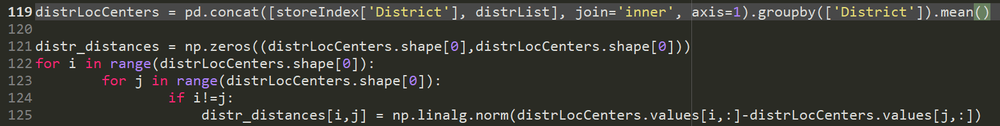 119 distrLocCenters = pd.concat([storeIndex['District'], distrList], join='inner', axis=1).groupby(['District']).mean()
120
121 distr_distances = np.zeros((distrLocCenters.shape[0],distrLocCenters.shape[0]))
122 for i in range(distrLocCenters.shape[0]):
123         for j in range(distrLocCenters.shape[0]):
124                 if i!=j:
125                     distr_distances[i,j] = np.linalg.norm(distrLocCenters.values[i,:]-distrLocCenters.values[j,:])